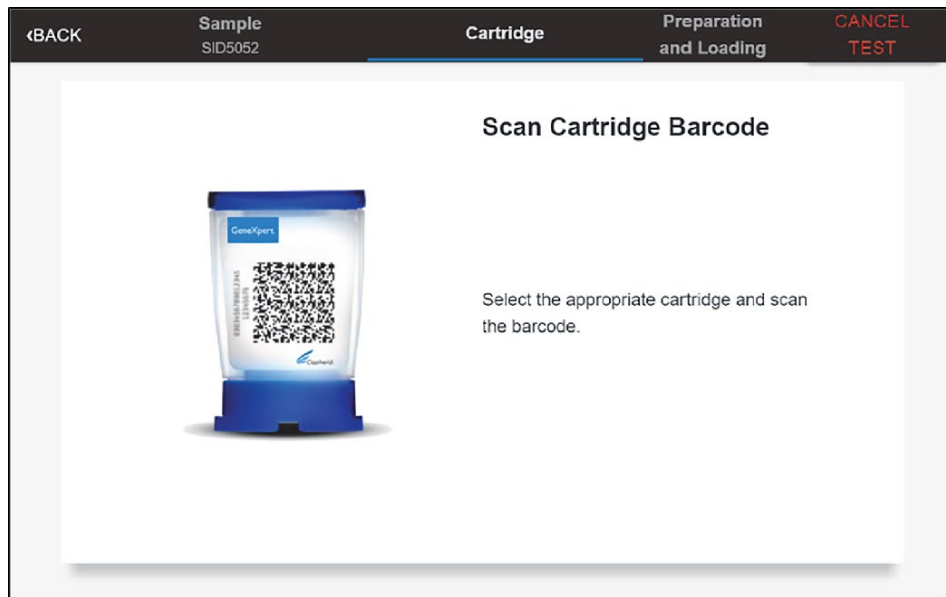 ‹BACK
Sample
SID5052
Cartridge
Preparation
and Loading
CANCEL
TEST
Scan Cartridge Barcode
GeneXpert
Cepheid.
Select the appropriate cartridge and scan
the barcode.